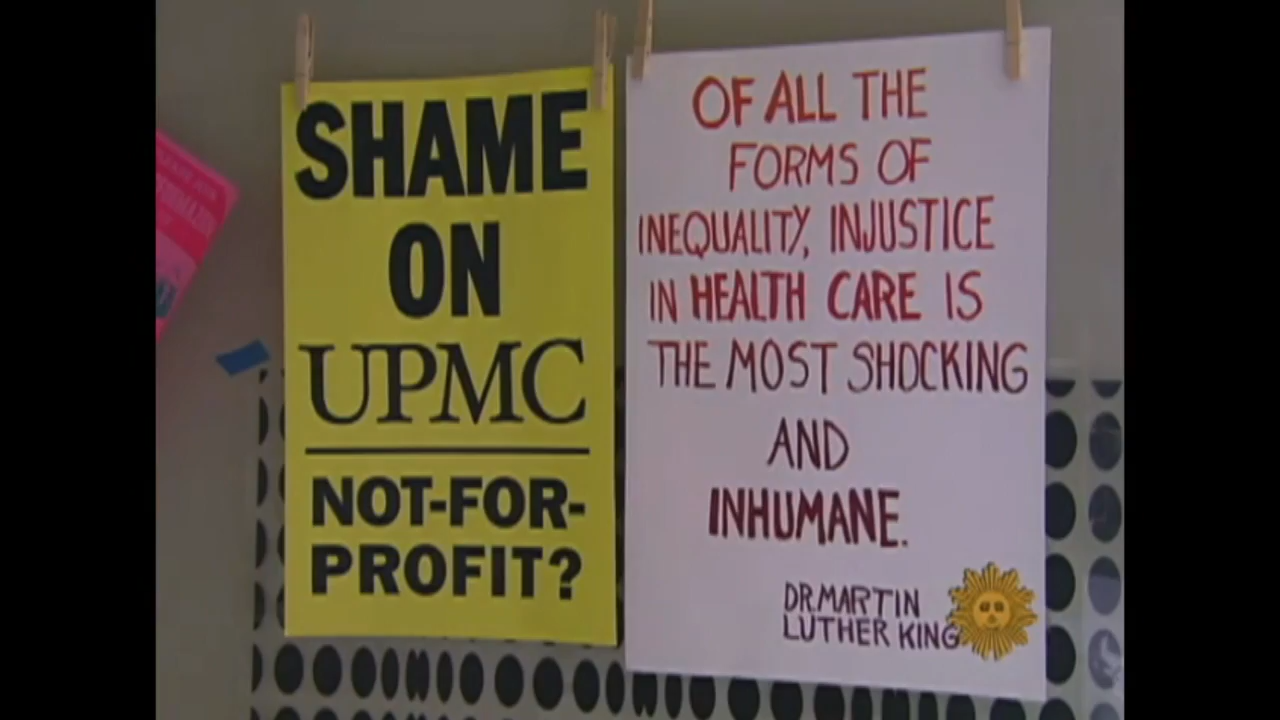 SHAME
ON
UPMC
NOT-FOR-
PROFIT?
OF ALL THE
FORMS OF
INEQUALITY, INJUSTICE
IN HEALTH CARE IS
THE MOST SHOCKING
AND
INHUMANE.
DR.MARTIN
LUTHER KING